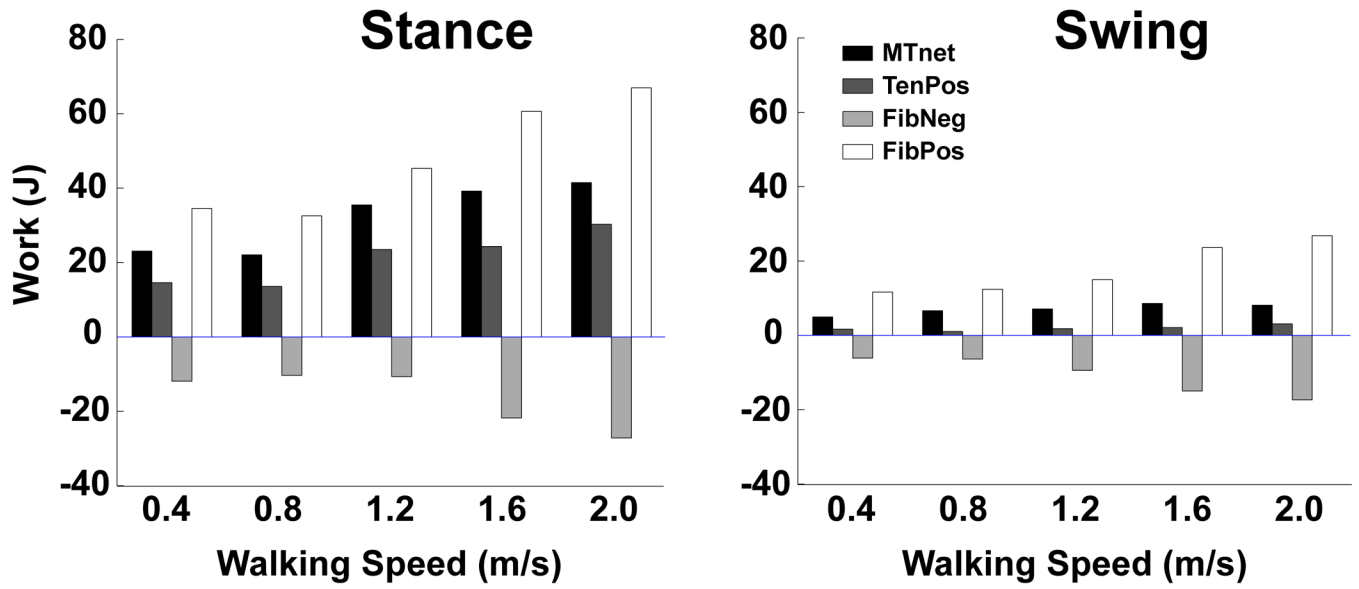 Stance
80
60
40
20
0
-20
-40
Work (J)
0.4 0.8 1.2 1.6 2.0
Walking Speed (m/s)
Swing
80
60
40
20
0
-20
-40
MTnet
TenPos
FibNeg
FibPos
0.4 0.8 1.2 1.6 2.0
Walking Speed (m/s)